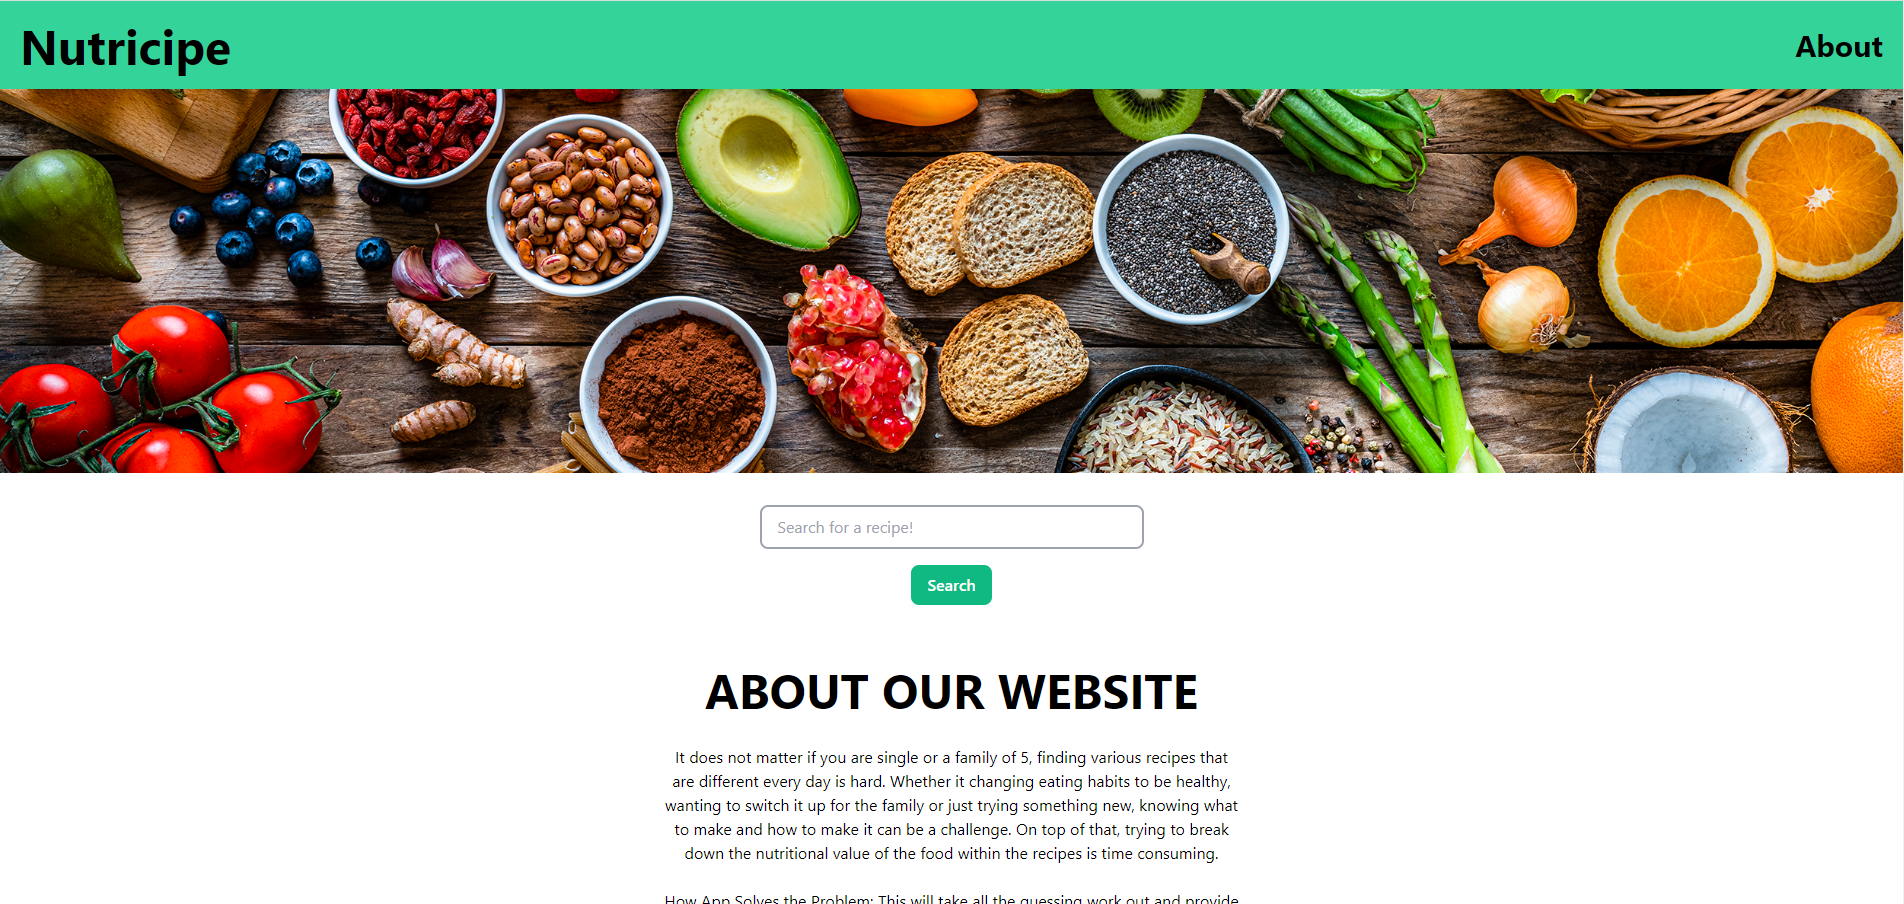 Nutricipe
About
Search for a recipe!
Search
ABOUT OUR WEBSITE
It does not matter if you are single or a family of 5, finding various recipes that
are different every day is hard. Whether it changing eating habits to be healthy,
wanting to switch it up for the family or just trying something new, knowing what
to make and how to make it can be a challenge. On top of that, trying to break
down the nutritional value of the food within the recipes is time consuming.
How App Solves the Problem: This will take all the guessing work out and provide